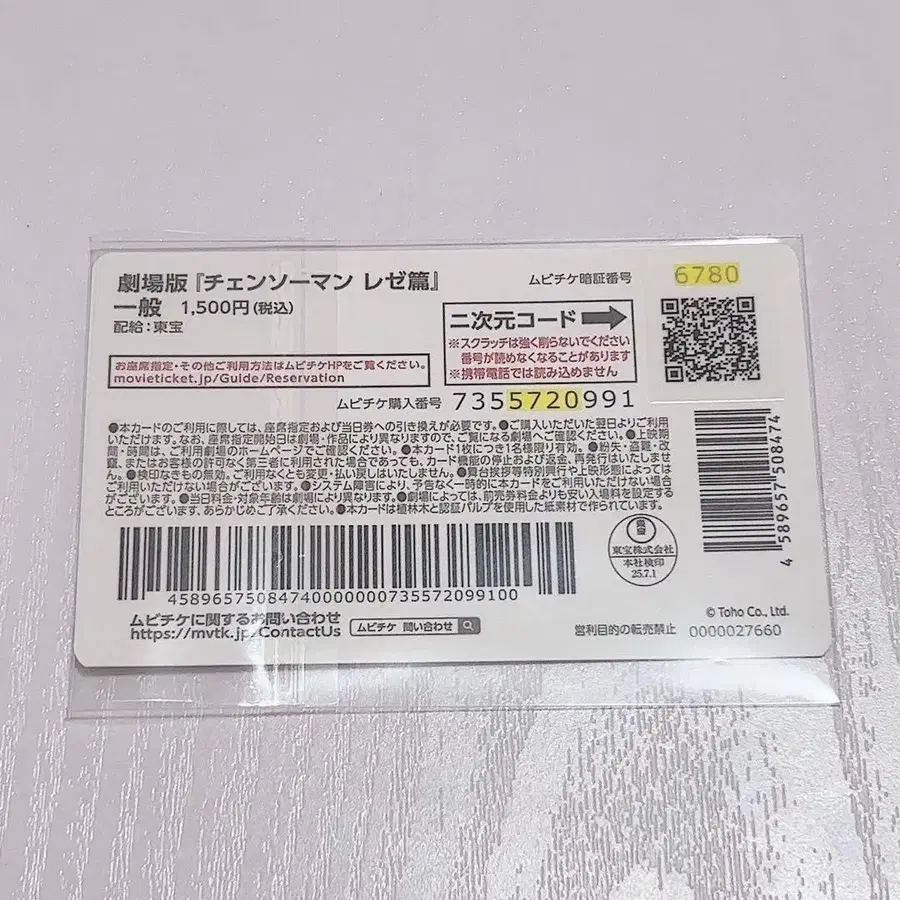 劇場版『チェンソーマン レゼ篇』
一般 1,500円(税込)
配給:東宝
ムビチケ暗証番号 6780
お座席指定・その他ご利用方法はムビチケHPをご覧ください。
movieticket.jp/Guide/Reservation
二次元コード
※スクラッチは強く削らないでください
番号が読めなくなることがあります
※携帯電話では読み込めません
ムビチケ購入番号 7355720991
●本カードのご利用に際しては、座席指定および当日券への引き換えが必要です。●ご購入いただいた翌日よりご利用
いただけます。なお、座席指定開始日は劇場・作品により異なりますので、ご覧になる劇場へご確認ください。●上映期
間・時間は、ご利用劇場のホームページでご確認ください。●本カード1枚につき1名様限り有効。●紛失・盗難・改
竄、またはお客様の許可なく第三者に利用された場合であっても、カード機能の停止および返金、再発行はいたしませ
ん。●検印なきもの無効。ご利用なくとも変更・払い戻しはいたしません。●舞台挨拶等特別興行や上映形態によっては
ご利用いただけない場合がございます。●システム障害により、予告なく一時的に本カードをご利用いただけない場合
がございます。●当日料金・対象年齢は劇場により異なります。●劇場によっては、前売券料金よりも安い入場料を設定する
ところがございます。あらかじめご了承ください。●本カードは植林木と認証パルプを使用した紙素材で作られています。
4589657508474000000073557209 9100
4 589657 508474
東宝株式会社
本社検印
25.7.1
ムビチケに関するお問い合わせ
https://mvtk.jp/ContactUs
ムビチケ 問い合わせ
© Toho Co., Ltd.
営利目的の転売禁止 0000027660